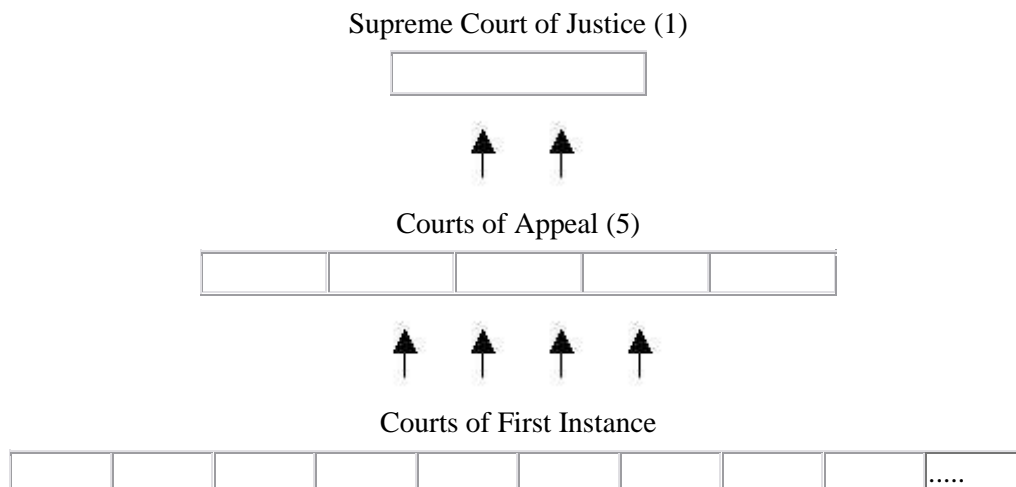 Supreme Court of Justice (1)
Courts of Appeal (5)
Courts of First Instance
.....